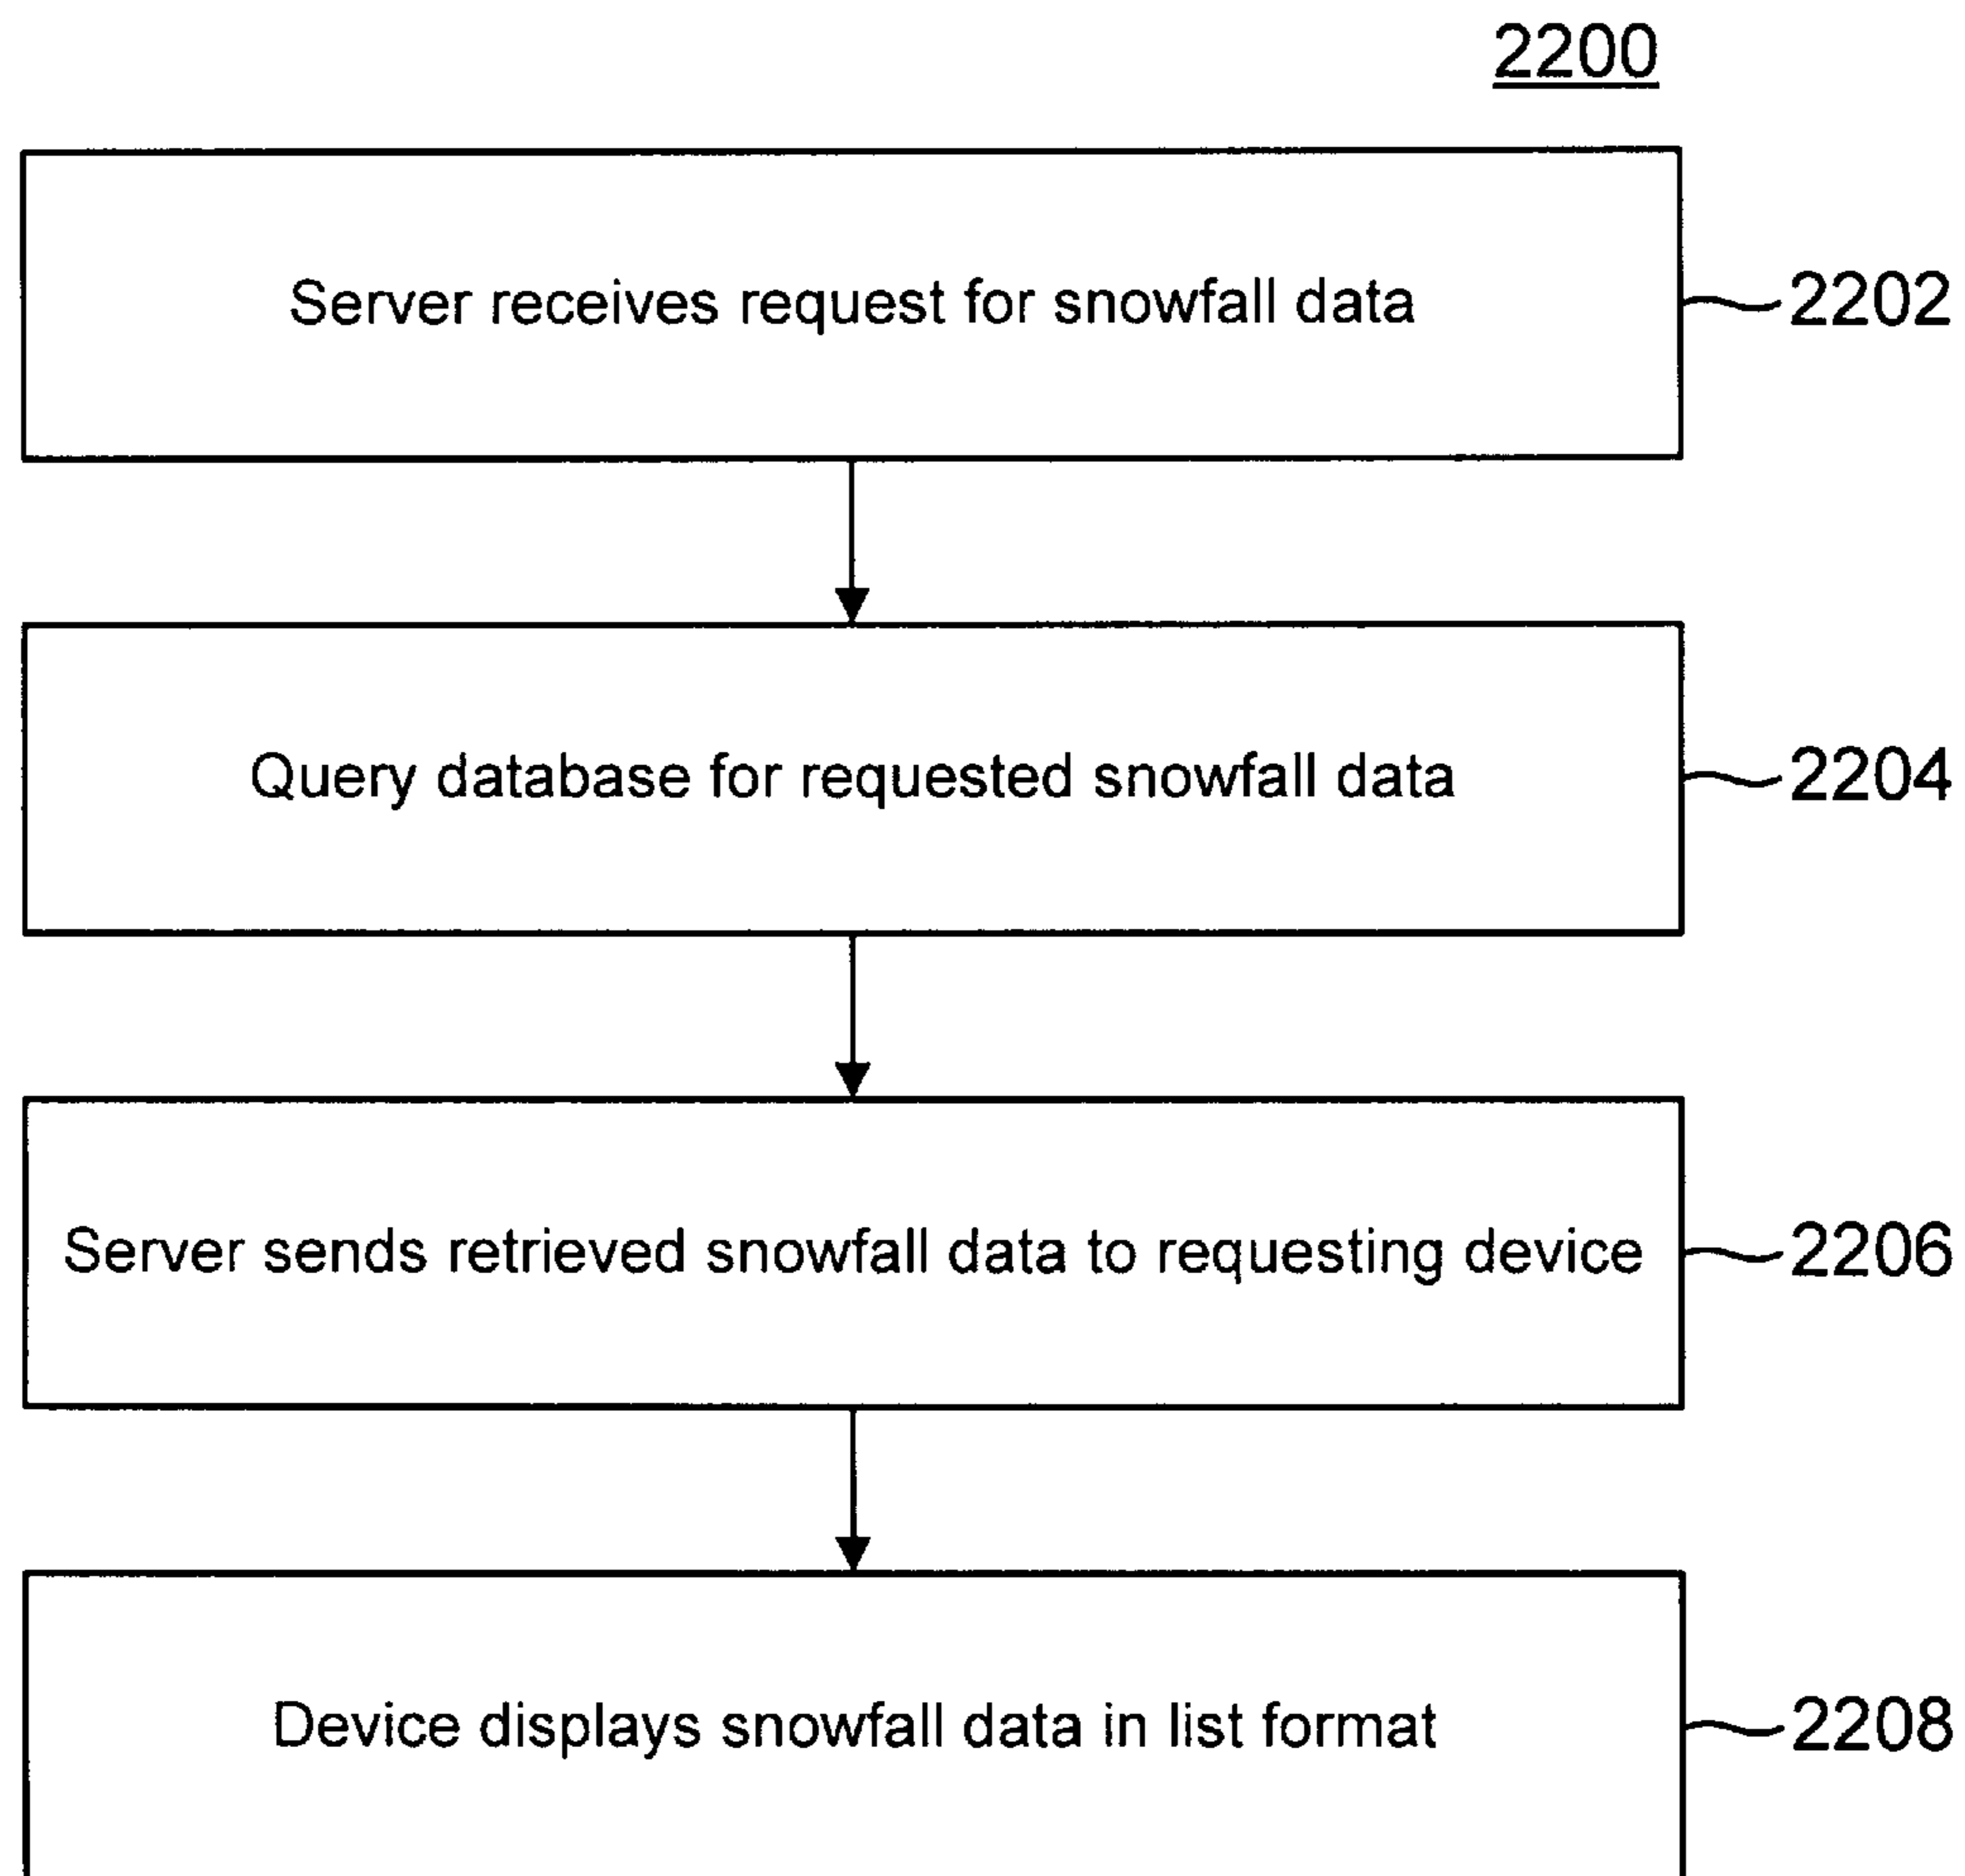 2200
Server receives request for snowfall data
2202
Query database for requested snowfall data
2204
Server sends retrieved snowfall data to requesting device
2206
Device displays snowfall data in list format
2208